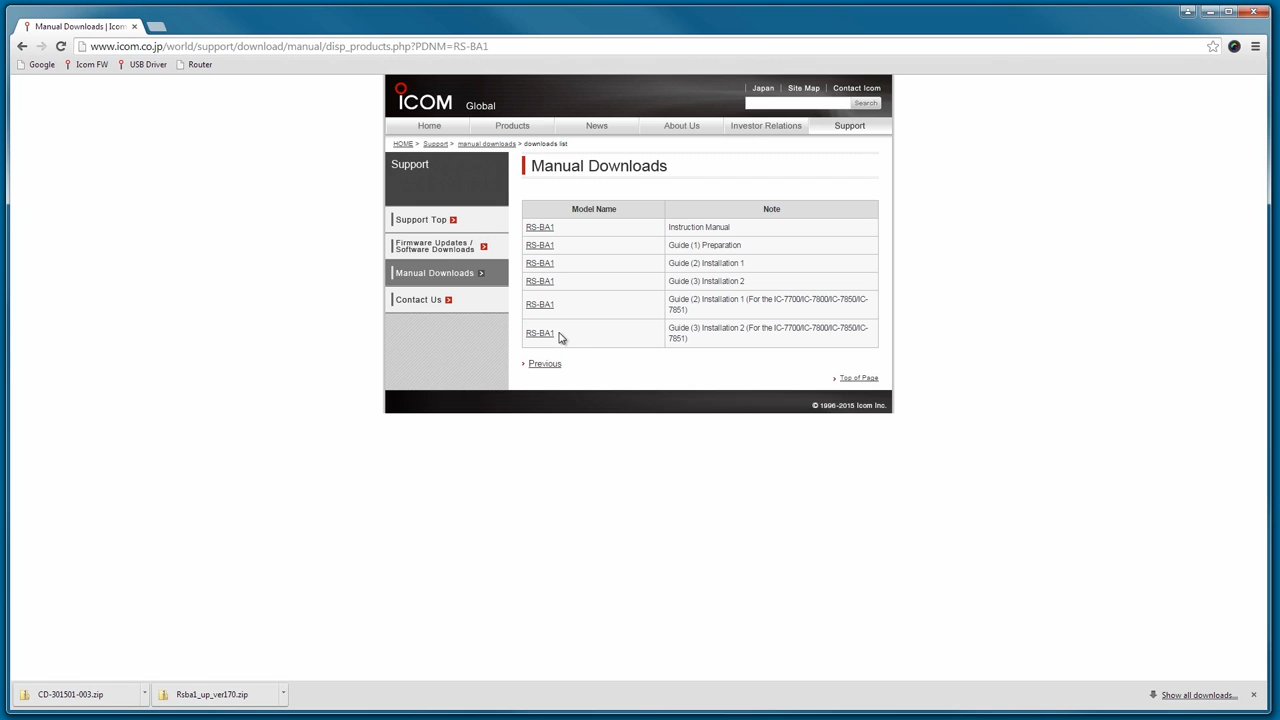 Manual Downloads | Icom
www.icom.co.jp/world/support/download/manual/disp_products.php?PDNM=RS-BA1
Google Icom FW USB Driver Router
ICOM Global
Japan Site Map Contact Icom
Search
Home Products News About Us Investor Relations Support
HOME > Support > manual downloads > downloads list
Support
Support Top
Firmware Updates /
Software Downloads
Manual Downloads
Contact Us
Manual Downloads
Model Name Note
RS-BA1 Instruction Manual
RS-BA1 Guide (1) Preparation
RS-BA1 Guide (2) Installation 1
RS-BA1 Guide (3) Installation 2
RS-BA1 Guide (2) Installation 1 (For the IC-7700/IC-7800/IC-7850/IC-
7851)
RS-BA1 Guide (3) Installation 2 (For the IC-7700/IC-7800/IC-7850/IC-
7851)
Previous
Top of Page
© 1996-2015 Icom Inc.
CD-301501-003.zip Rsba1_up_ver170.zip Show all downloads...